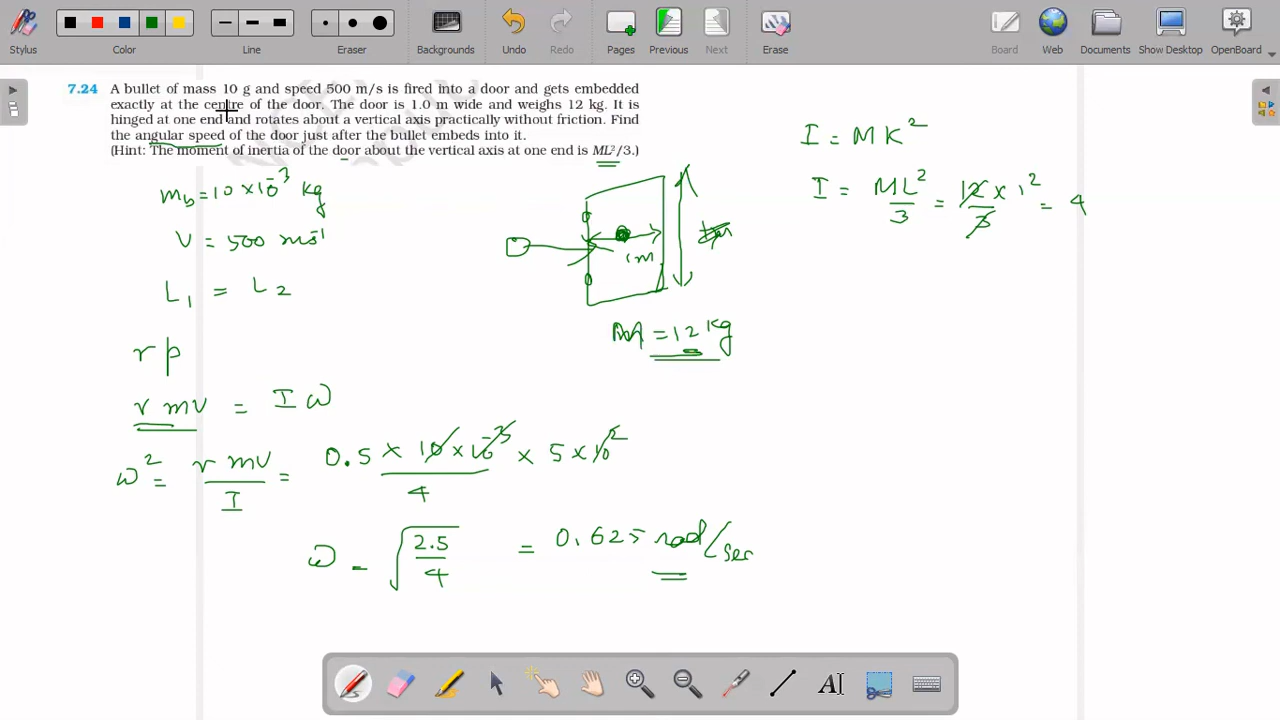 Stylus Color Line Eraser Backgrounds Undo Redo Pages Previous Next Erase Board Web Documents Show Desktop OpenBoard
7.24 A bullet of mass 10 g and speed 500 m/s is fired into a door and gets embedded
exactly at the centre of the door. The door is 1.0 m wide and weighs 12 kg. It is
hinged at one end and rotates about a vertical axis practically without friction. Find
the angular speed of the door just after the bullet embeds into it.
(Hint: The moment of inertia of the door about the vertical axis at one end is ML²/3.)
I = MK²
m_b = 10 × 10⁻³ kg
I = ML²/3 = 12 × 1²/3 = 4
V = 500 ms⁻¹
1m
L₁ = L₂
M = 12 kg
r p
r mv = I ω
ω² = r mv/I = 0.5 × 10 × 10⁻³ × 5 × 10²/4
ω = √2.5/4 = 0.625 rad/sec